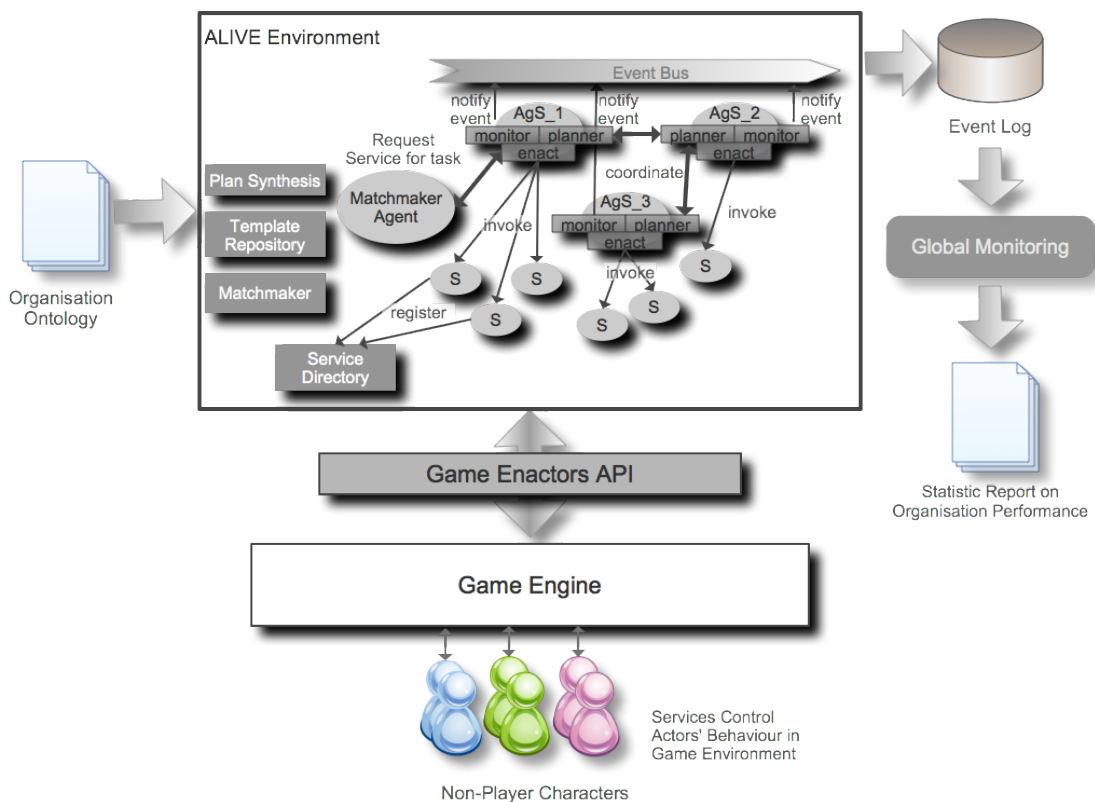 ALIVE Environment
Event Bus
notify
event
notify
event
notify
event
AgS_1
monitor
planner
enact
AgS_2
planner
monitor
enact
Request
Service for task
coordinate
Plan Synthesis
Matchmaker
Agent
AgS_3
monitor
planner
enact
invoke
invoke
invoke
Template
Repository
Matchmaker
S
S
S
S
S
S
register
Service
Directory
Organisation
Ontology
Event Log
Global Monitoring
Statistic Report on
Organisation Performance
Game Enactors API
Game Engine
Services Control
Actors' Behaviour in
Game Environment
Non-Player Characters